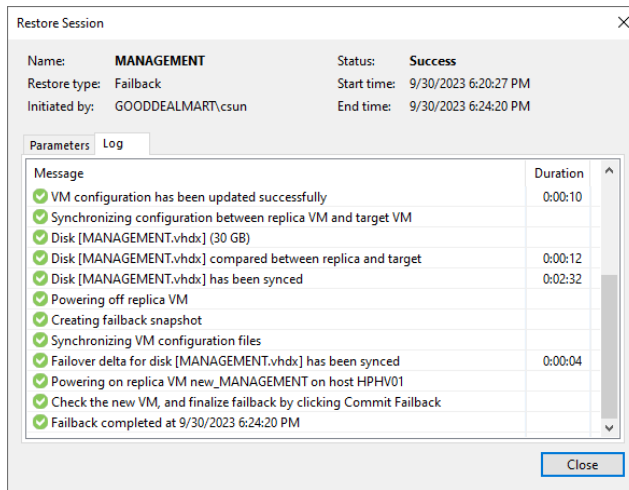 Restore Session
Name: MANAGEMENT Status: Success
Restore type: Failback Start time: 9/30/2023 6:20:27 PM
Initiated by: GOODDEALMART\csun End time: 9/30/2023 6:24:20 PM
Parameters Log
Message Duration
VM configuration has been updated successfully 0:00:10
Synchronizing configuration between replica VM and target VM
Disk [MANAGEMENT.vhdx] (30 GB)
Disk [MANAGEMENT.vhdx] compared between replica and target 0:00:12
Disk [MANAGEMENT.vhdx] has been synced 0:02:32
Powering off replica VM
Creating failback snapshot
Synchronizing VM configuration files
Failover delta for disk [MANAGEMENT.vhdx] has been synced 0:00:04
Powering on replica VM new_MANAGEMENT on host HPHV01
Check the new VM, and finalize failback by clicking Commit Failback
Failback completed at 9/30/2023 6:24:20 PM
Close